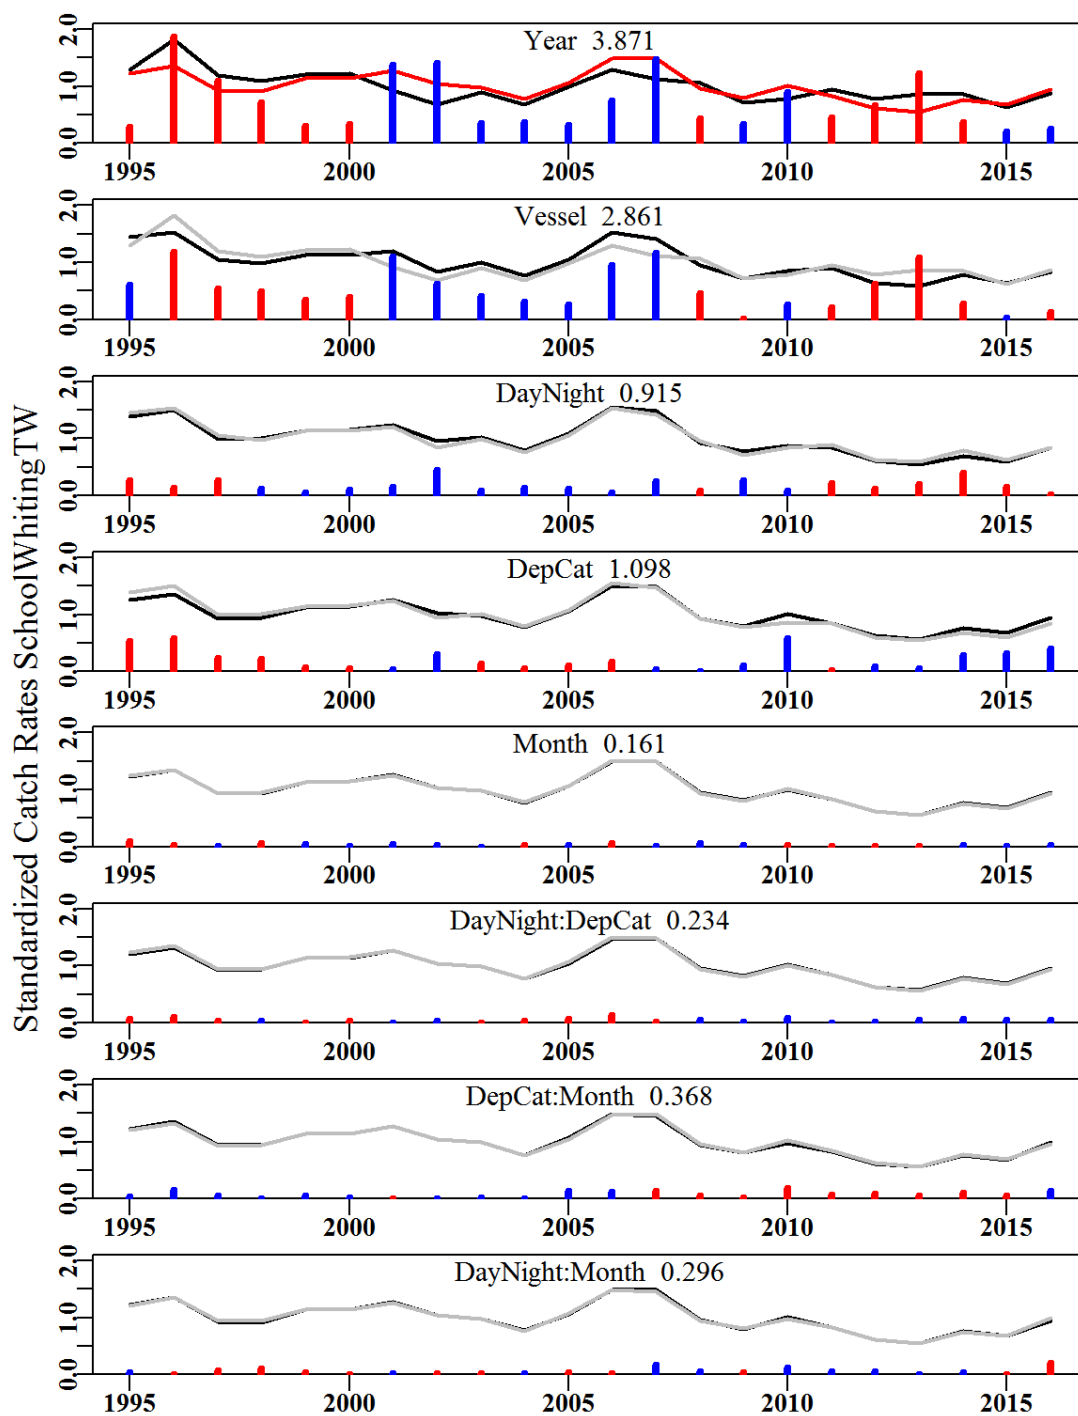 Standardized Catch Rates SchoolWhitingTW
Year 3.871
0.0 1.0 2.0
1995 2000 2005 2010 2015
Vessel 2.861
0.0 1.0 2.0
1995 2000 2005 2010 2015
DayNight 0.915
0.0 1.0 2.0
1995 2000 2005 2010 2015
DepCat 1.098
0.0 1.0 2.0
1995 2000 2005 2010 2015
Month 0.161
0.0 1.0 2.0
1995 2000 2005 2010 2015
DayNight:DepCat 0.234
0.0 1.0 2.0
1995 2000 2005 2010 2015
DepCat:Month 0.368
0.0 1.0 2.0
1995 2000 2005 2010 2015
DayNight:Month 0.296
0.0 1.0 2.0
1995 2000 2005 2010 2015